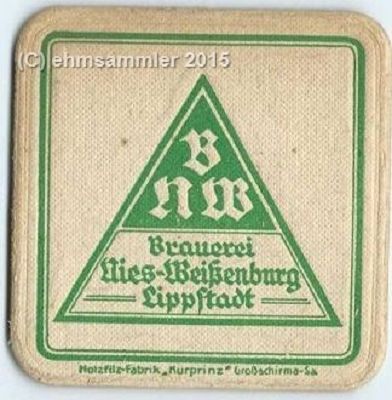 (C)ehmsammler 2015
B
NW
Brauerei
Nies-Weißenburg
Lippstadt
Holzfilz-Fabrik „Kurprinz" Großschirma-Sa.